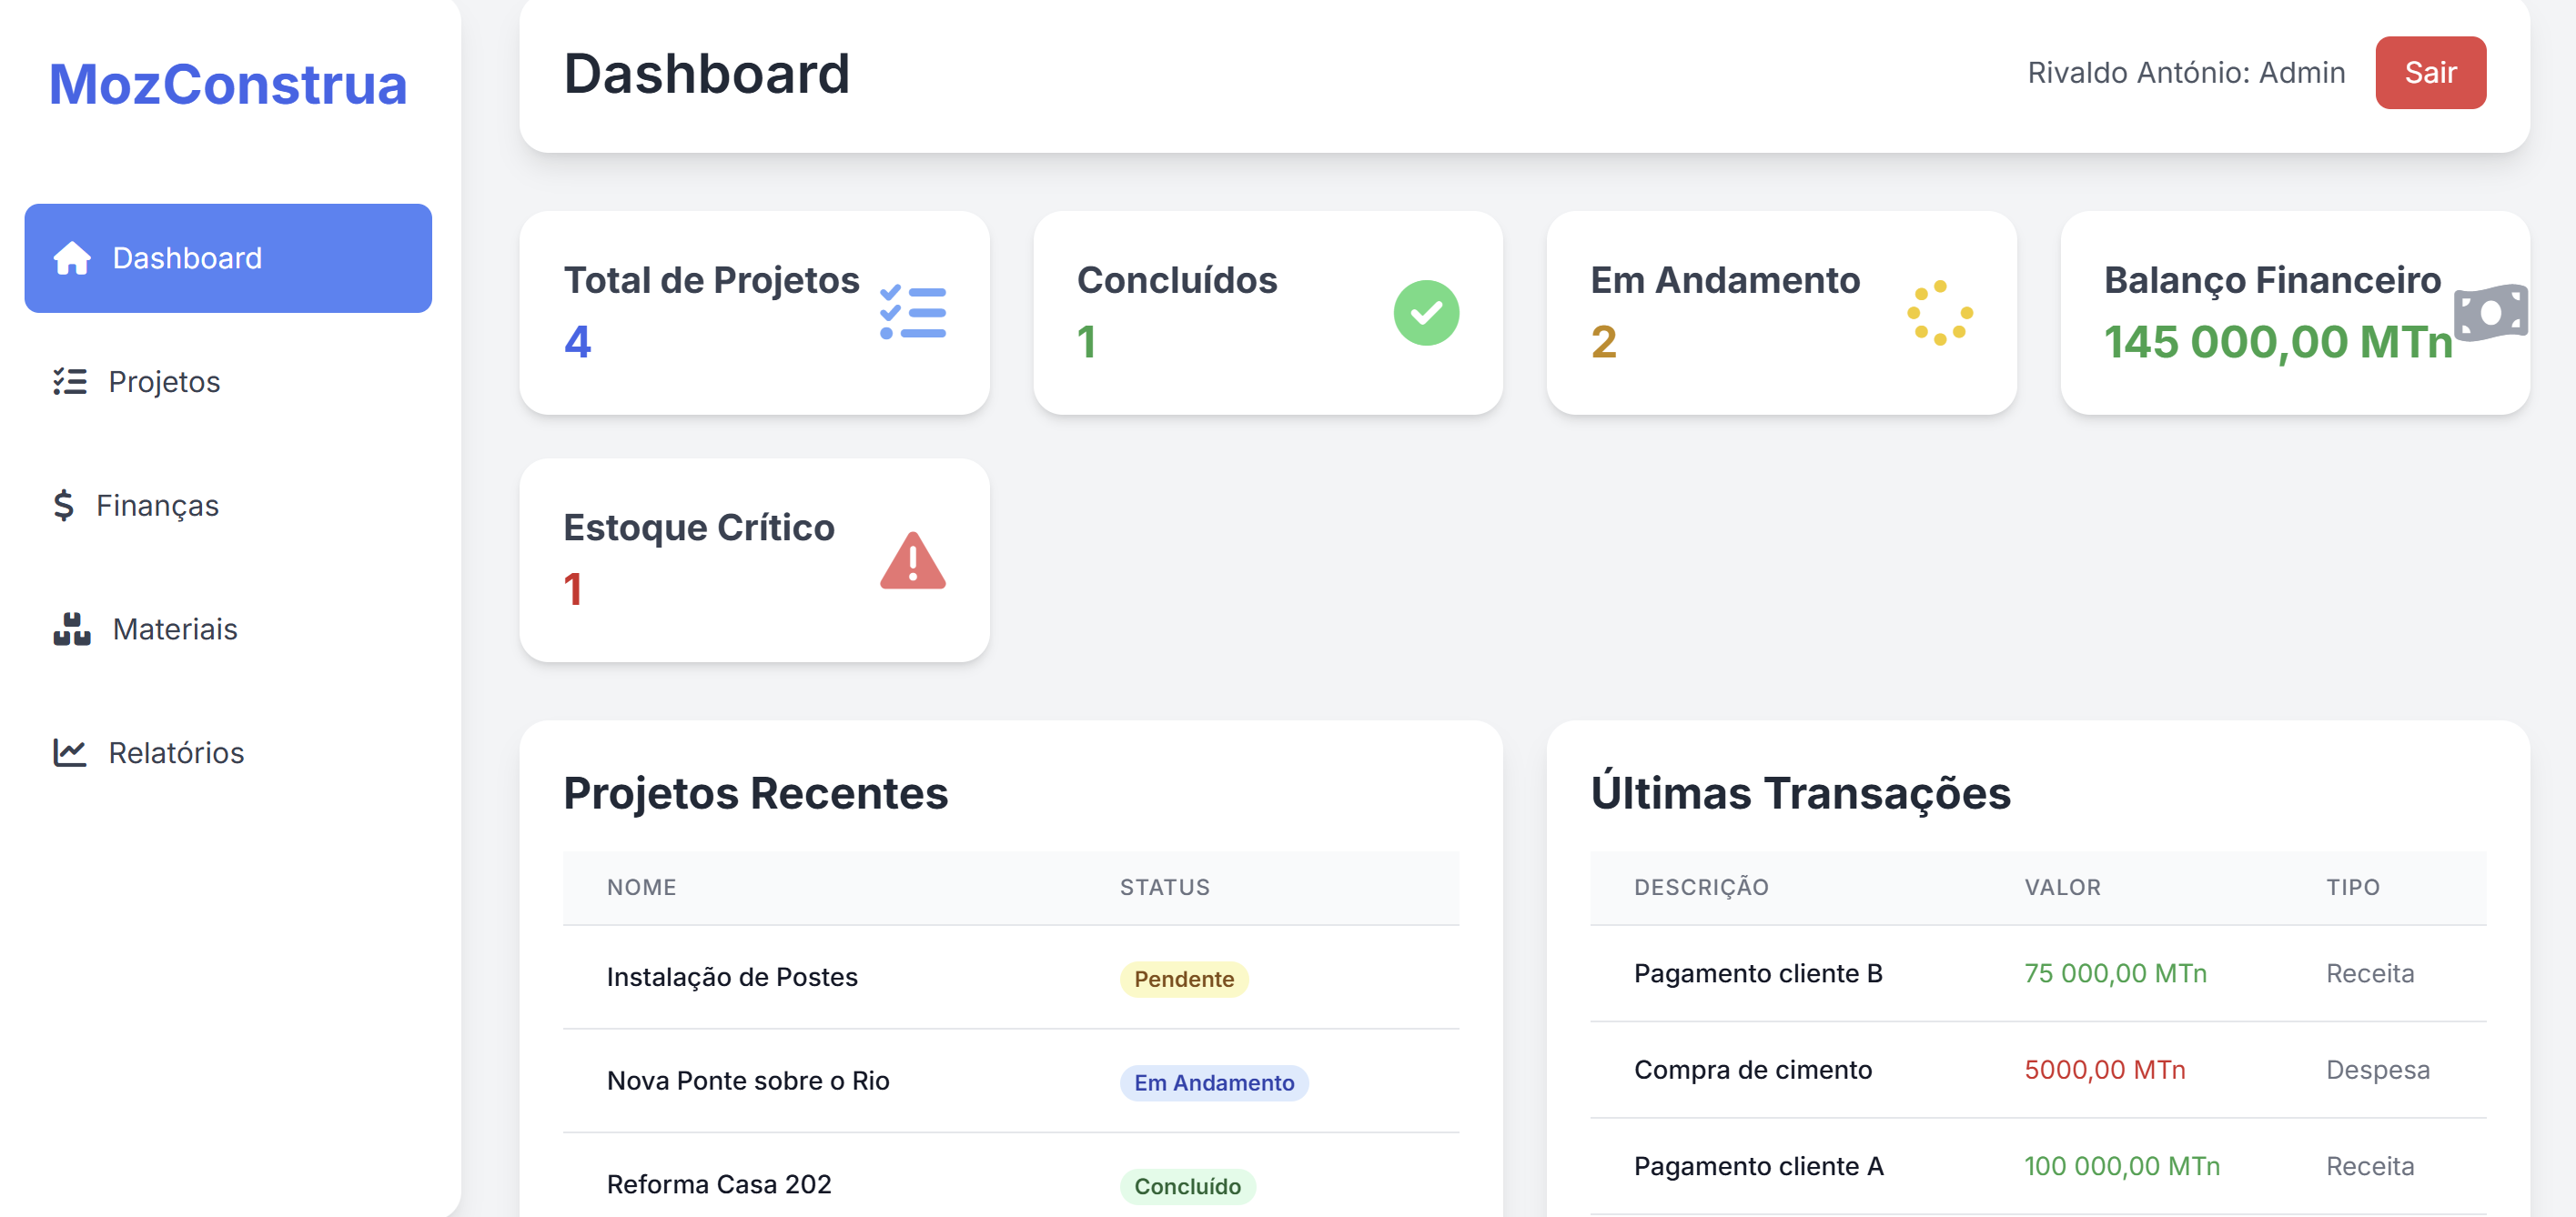 MozConstrua
Dashboard
Projetos
Finanças
Materiais
Relatórios
Dashboard
Rivaldo António: Admin
Sair
Total de Projetos
4
Concluídos
1
Em Andamento
2
Balanço Financeiro
145 000,00 MTn
Estoque Crítico
1
Projetos Recentes
NOME STATUS
Instalação de Postes Pendente
Nova Ponte sobre o Rio Em Andamento
Reforma Casa 202 Concluído
Últimas Transações
DESCRIÇÃO VALOR TIPO
Pagamento cliente B 75 000,00 MTn Receita
Compra de cimento 5000,00 MTn Despesa
Pagamento cliente A 100 000,00 MTn Receita